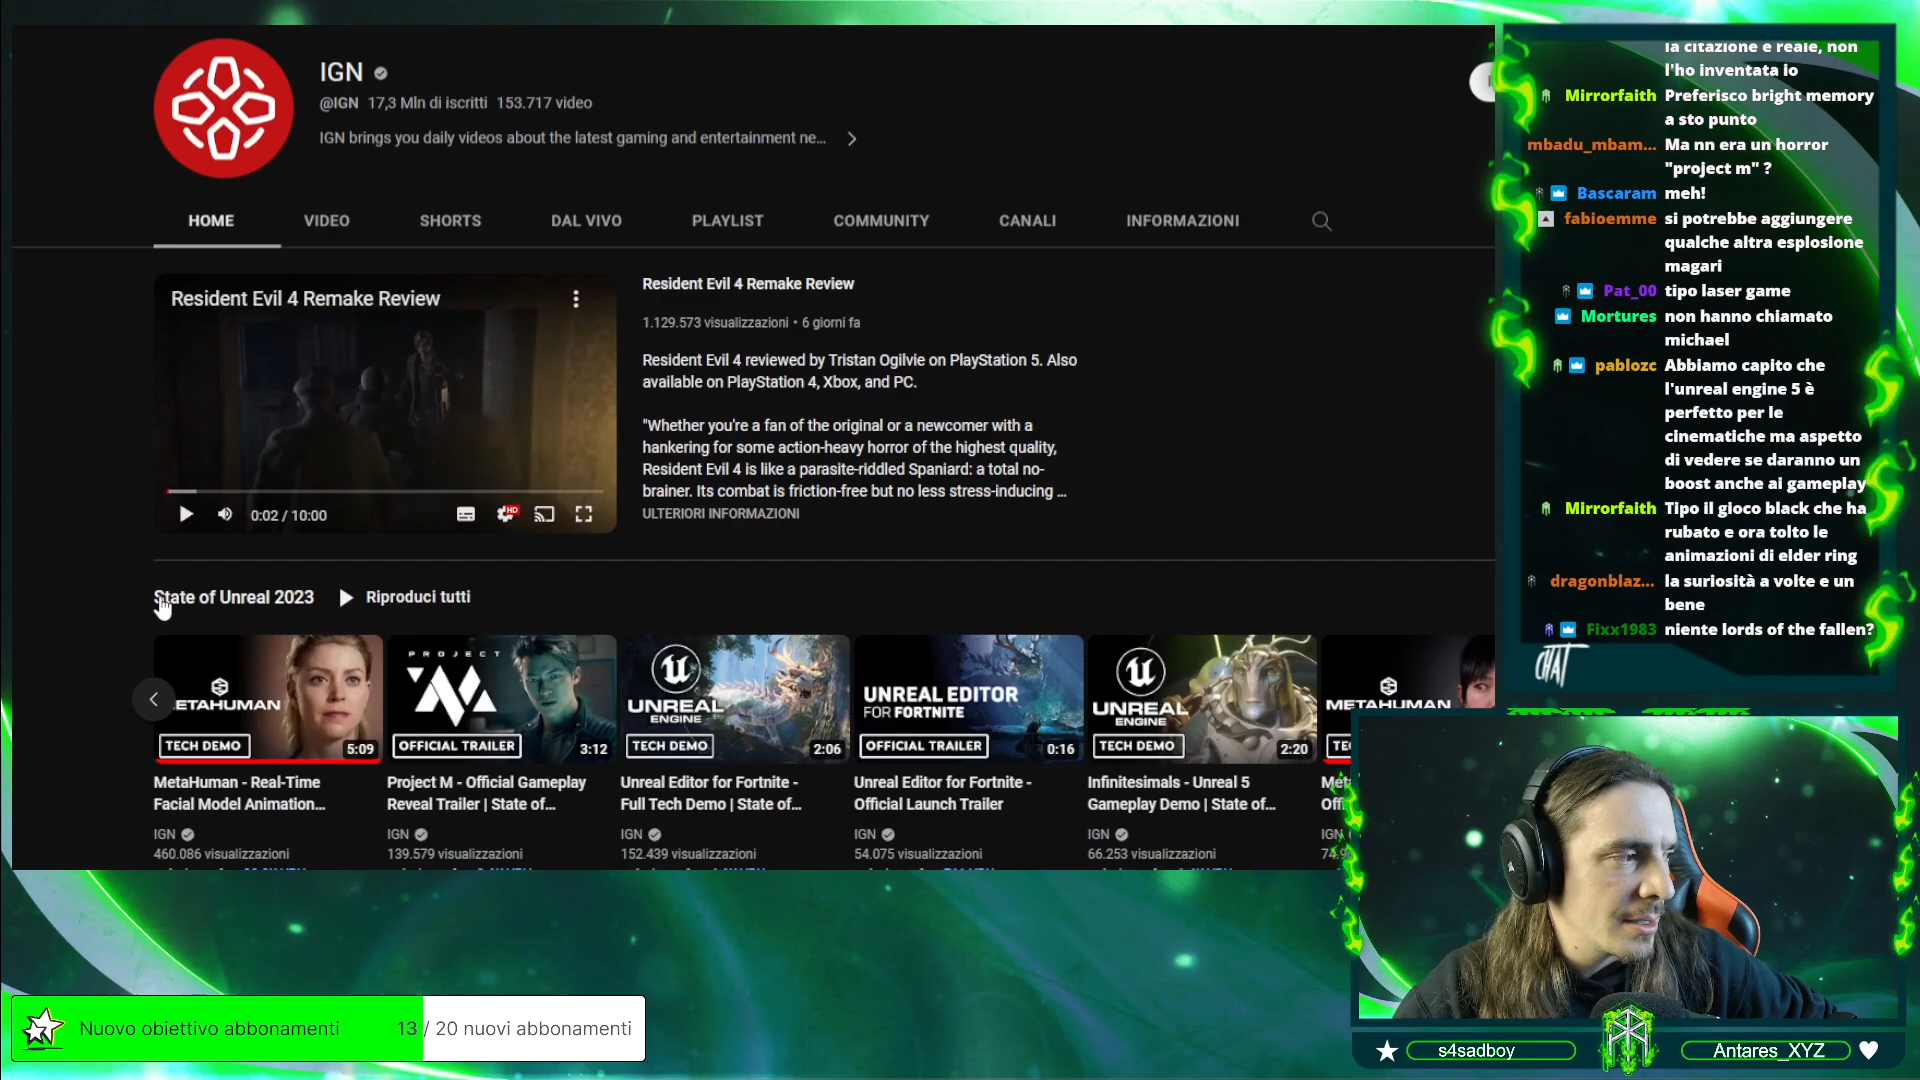 IGN
@IGN 17,3 Mln di iscritti 153.717 video
IGN brings you daily videos about the latest gaming and entertainment ne...
HOME VIDEO SHORTS DAL VIVO PLAYLIST COMMUNITY CANALI INFORMAZIONI
Resident Evil 4 Remake Review
0:02 / 10:00
HD
Resident Evil 4 Remake Review
1.129.573 visualizzazioni • 6 giorni fa
Resident Evil 4 reviewed by Tristan Ogilvie on PlayStation 5. Also
available on PlayStation 4, Xbox, and PC.
"Whether you're a fan of the original or a newcomer with a
hankering for some action-heavy horror of the highest quality,
Resident Evil 4 is like a parasite-riddled Spaniard: a total no-
brainer. Its combat is friction-free but no less stress-inducing ...
ULTERIORI INFORMAZIONI
State of Unreal 2023 Riproduci tutti
ETAHUMAN
TECH DEMO 5:09
MetaHuman - Real-Time
Facial Model Animation...
IGN
460.086 visualizzazioni
PROJECT
M
OFFICIAL TRAILER 3:12
Project M - Official Gameplay
Reveal Trailer | State of...
IGN
139.579 visualizzazioni
UNREAL
ENGINE
TECH DEMO 2:06
Unreal Editor for Fortnite -
Full Tech Demo | State of...
IGN
152.439 visualizzazioni
UNREAL EDITOR
FOR FORTNITE
OFFICIAL TRAILER 0:16
Unreal Editor for Fortnite -
Official Launch Trailer
IGN
54.075 visualizzazioni
UNREAL
ENGINE
TECH DEMO 2:20
Infinitesimals - Unreal 5
Gameplay Demo | State of...
IGN
66.253 visualizzazioni
METAHUMAN
la citazione e reale, non
l'ho inventata io
Mirrorfaith Preferisco bright memory
a sto punto
mbadu_mbam... Ma nn era un horror
"project m" ?
Bascaram meh!
fabioemme si potrebbe aggiungere
qualche altra esplosione
magari
Pat_00 tipo laser game
Mortures non hanno chiamato
michael
pablozc Abbiamo capito che
l'unreal engine 5 è
perfetto per le
cinematiche ma aspetto
di vedere se daranno un
boost anche ai gameplay
Mirrorfaith Tipo il gioco black che ha
rubato e ora tolto le
animazioni di elder ring
dragonblaz... la suriosità a volte e un
bene
Fixx1983 niente lords of the fallen?
CHAT
Nuovo obiettivo abbonamenti 13 / 20 nuovi abbonamenti
s4sadboy Antares_XYZ